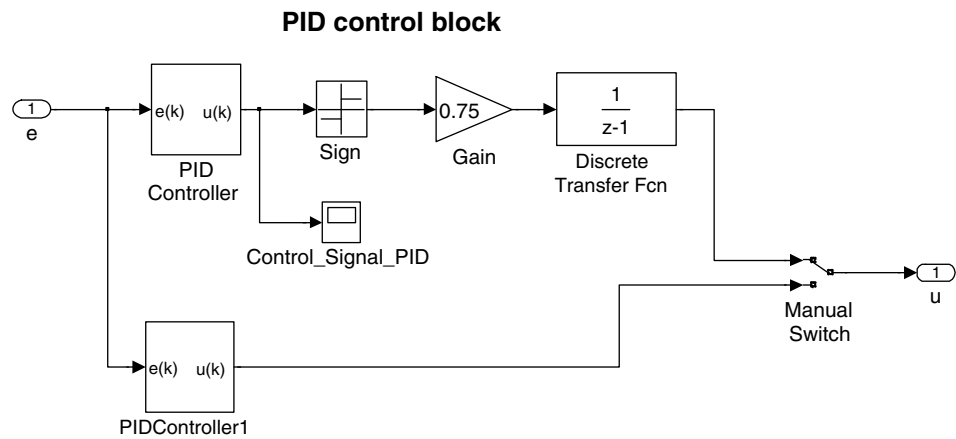 PID control block
1
e
e(k) u(k)
PID
Controller
Sign
0.75
Gain
1
z-1
Discrete
Transfer Fcn
Control_Signal_PID
Manual
Switch
1
u
e(k) u(k)
PIDController1